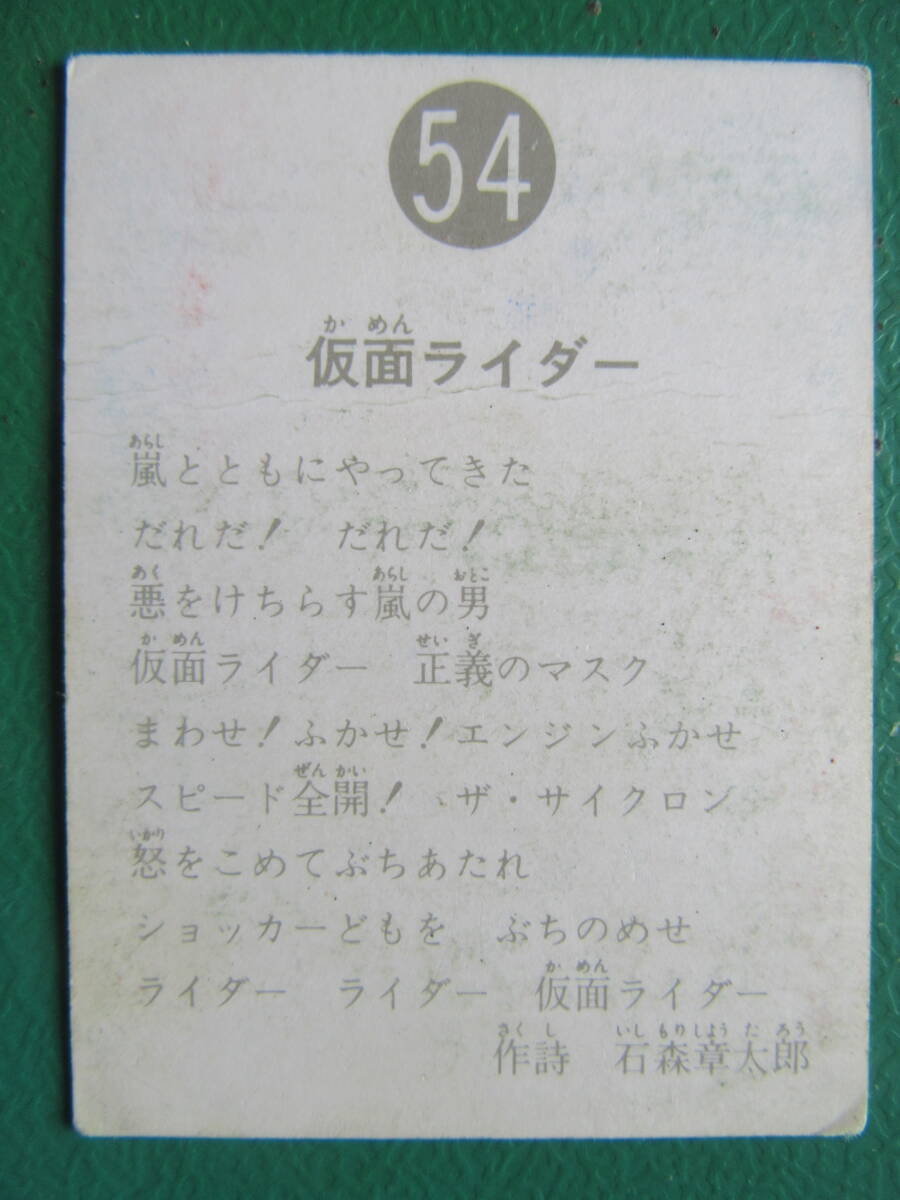 54
かめん
仮面ライダー
あらし
嵐とともにやってきた
だれだ！　だれだ！
あく　あらし　おとこ
悪をけちらす嵐の男
かめん　せいぎ
仮面ライダー　正義のマスク
まわせ！ふかせ！エンジンふかせ
ぜんかい
スピード全開！　ザ・サイクロン
いかり
怒をこめてぶちあたれ
ショッカーどもを　ぶちのめせ
かめん
ライダー　ライダー　仮面ライダー
さくし　いしもりしようたろう
作詩　石森章太郎